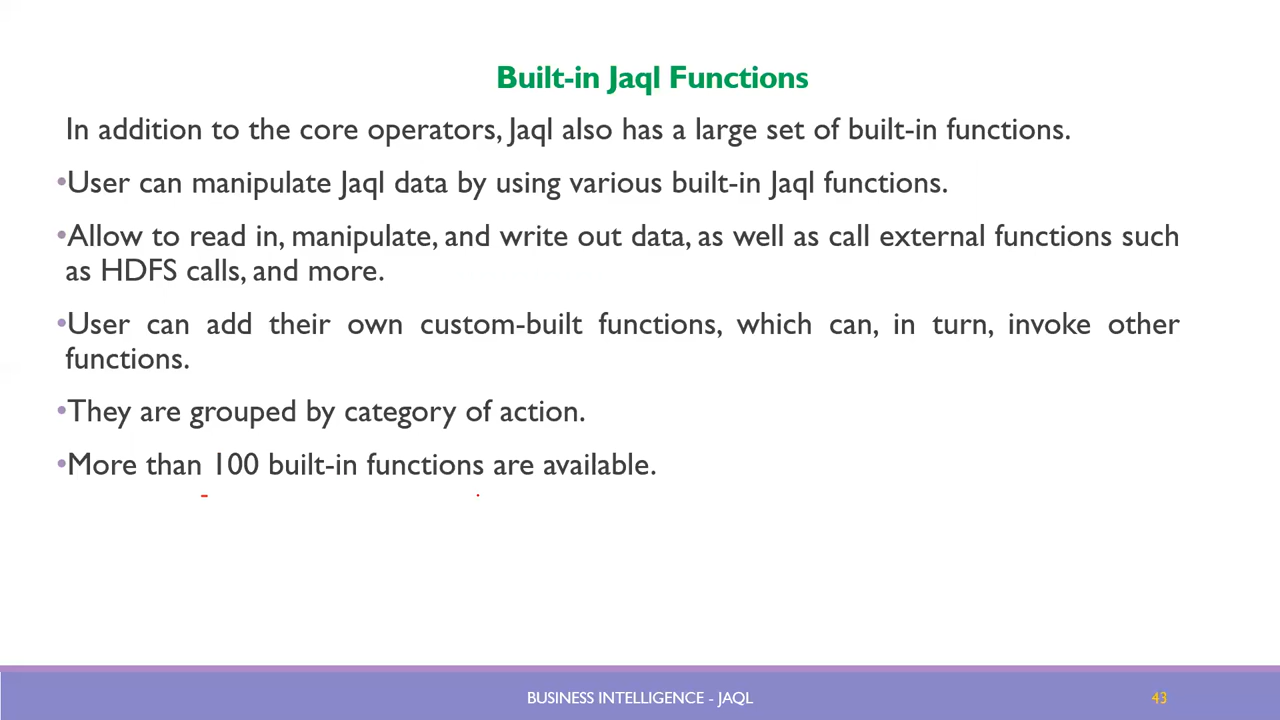 Built-in Jaql Functions
In addition to the core operators, Jaql also has a large set of built-in functions.
•User can manipulate Jaql data by using various built-in Jaql functions.
•Allow to read in, manipulate, and write out data, as well as call external functions such
as HDFS calls, and more.
•User can add their own custom-built functions, which can, in turn, invoke other
functions.
•They are grouped by category of action.
•More than 100 built-in functions are available.
BUSINESS INTELLIGENCE - JAQL
43